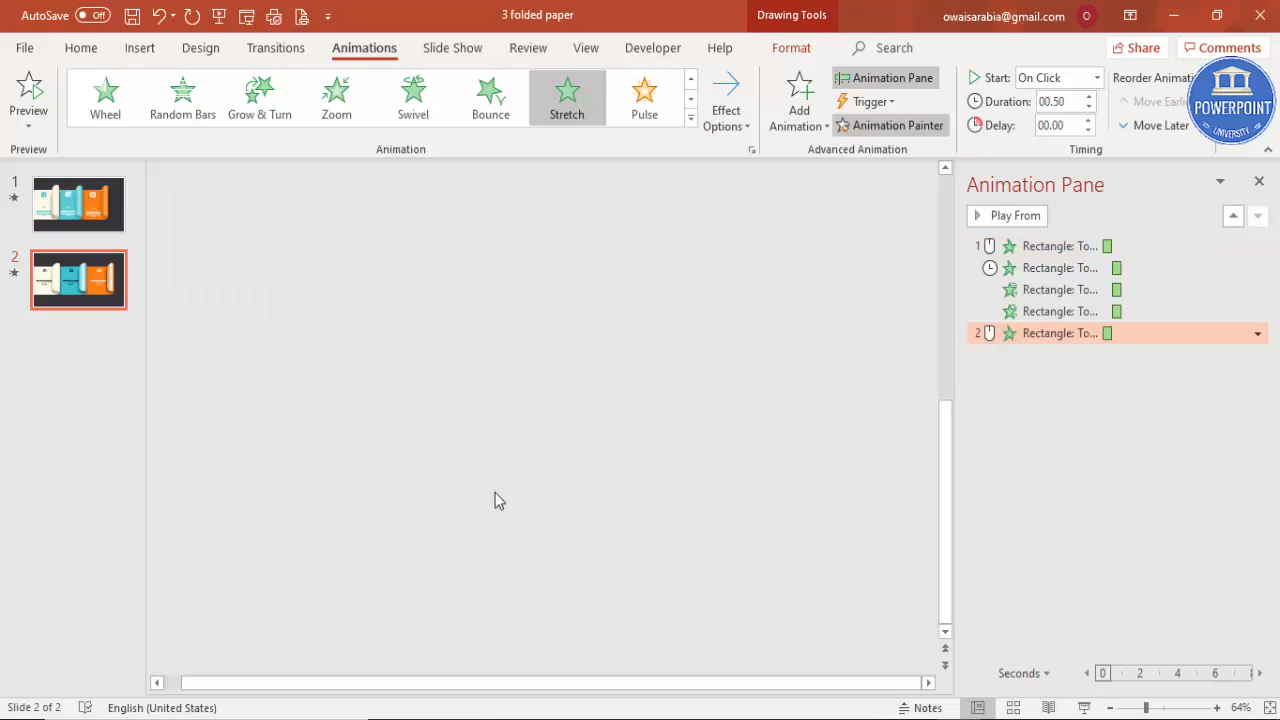 AutoSave Off 3 folded paper Drawing Tools owaisarabia@gmail.com O
File Home Insert Design Transitions Animations Slide Show Review View Developer Help Format Search Share Comments
Preview Wheel Random Bars Grow & Turn Zoom Swivel Bounce Stretch Pulse
Effect Options
Add Animation
Animation Pane
Trigger
Animation Painter
Start: On Click
Duration: 00.50
Delay: 00.00
Reorder Animati
Move Earli
Move Later
POWERPOINT
UNIVERSITY
Preview Animation Advanced Animation Timing
1
2
Animation Pane
Play From
1 Rectangle: To...
Rectangle: To...
Rectangle: To...
Rectangle: To...
2 Rectangle: To...
Seconds 0 2 4 6
Slide 2 of 2 English (United States) Notes 64%